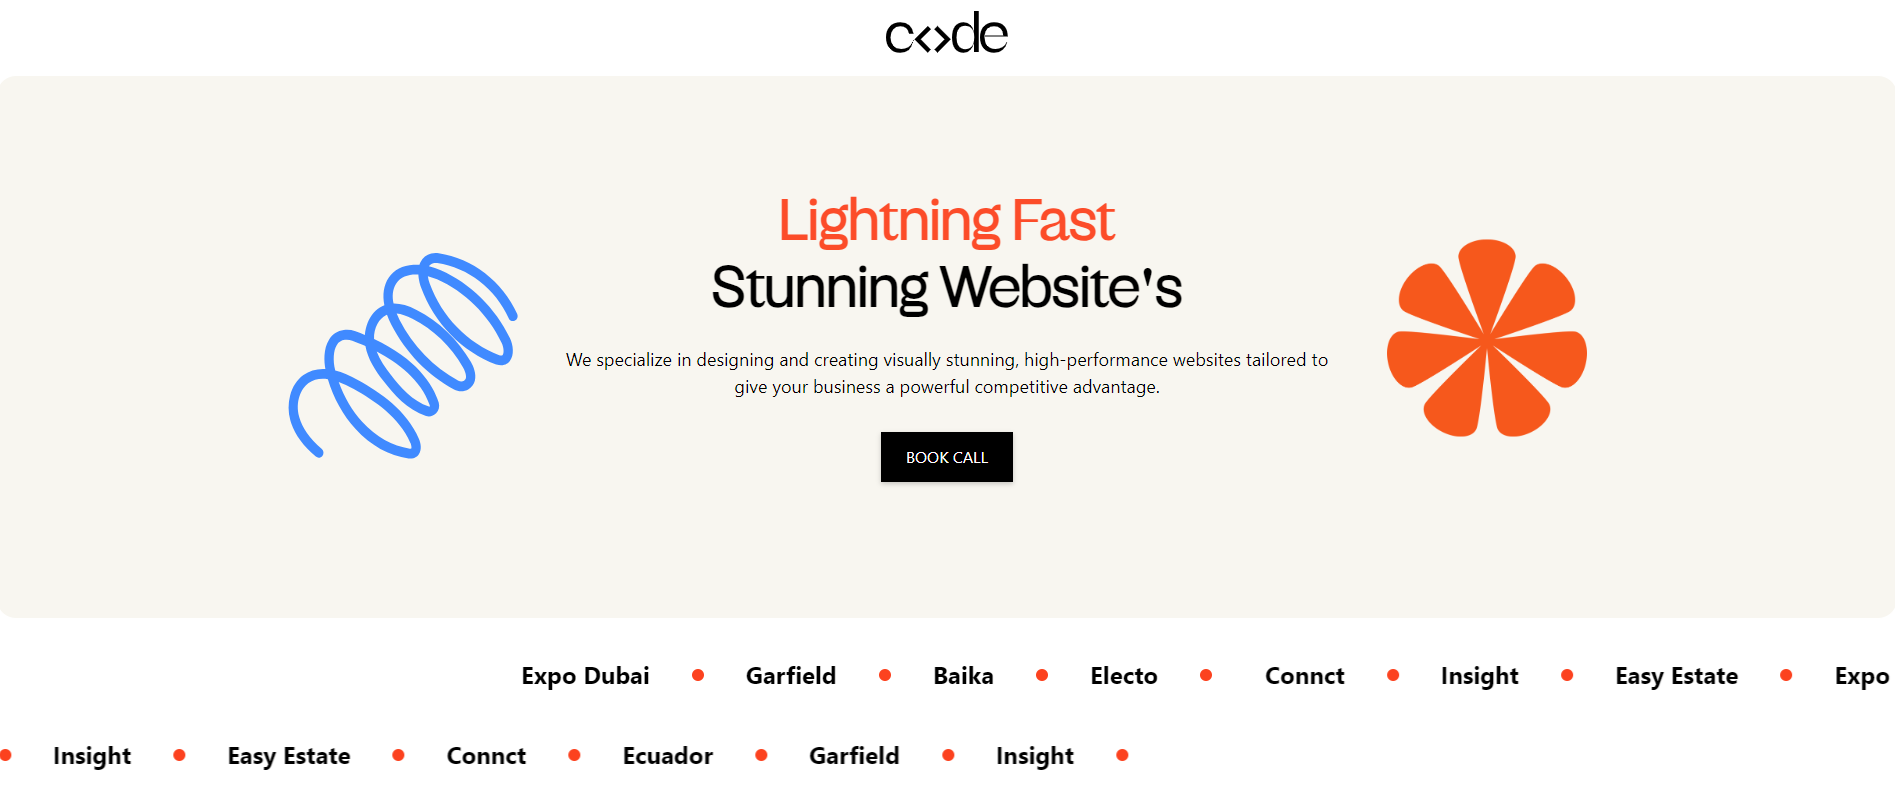 c<>de
Lightning Fast
Stunning Website's
We specialize in designing and creating visually stunning, high-performance websites tailored to
give your business a powerful competitive advantage.
BOOK CALL
Expo Dubai • Garfield • Baika • Electo • Connct • Insight • Easy Estate • Expo
• Insight • Easy Estate • Connct • Ecuador • Garfield • Insight •